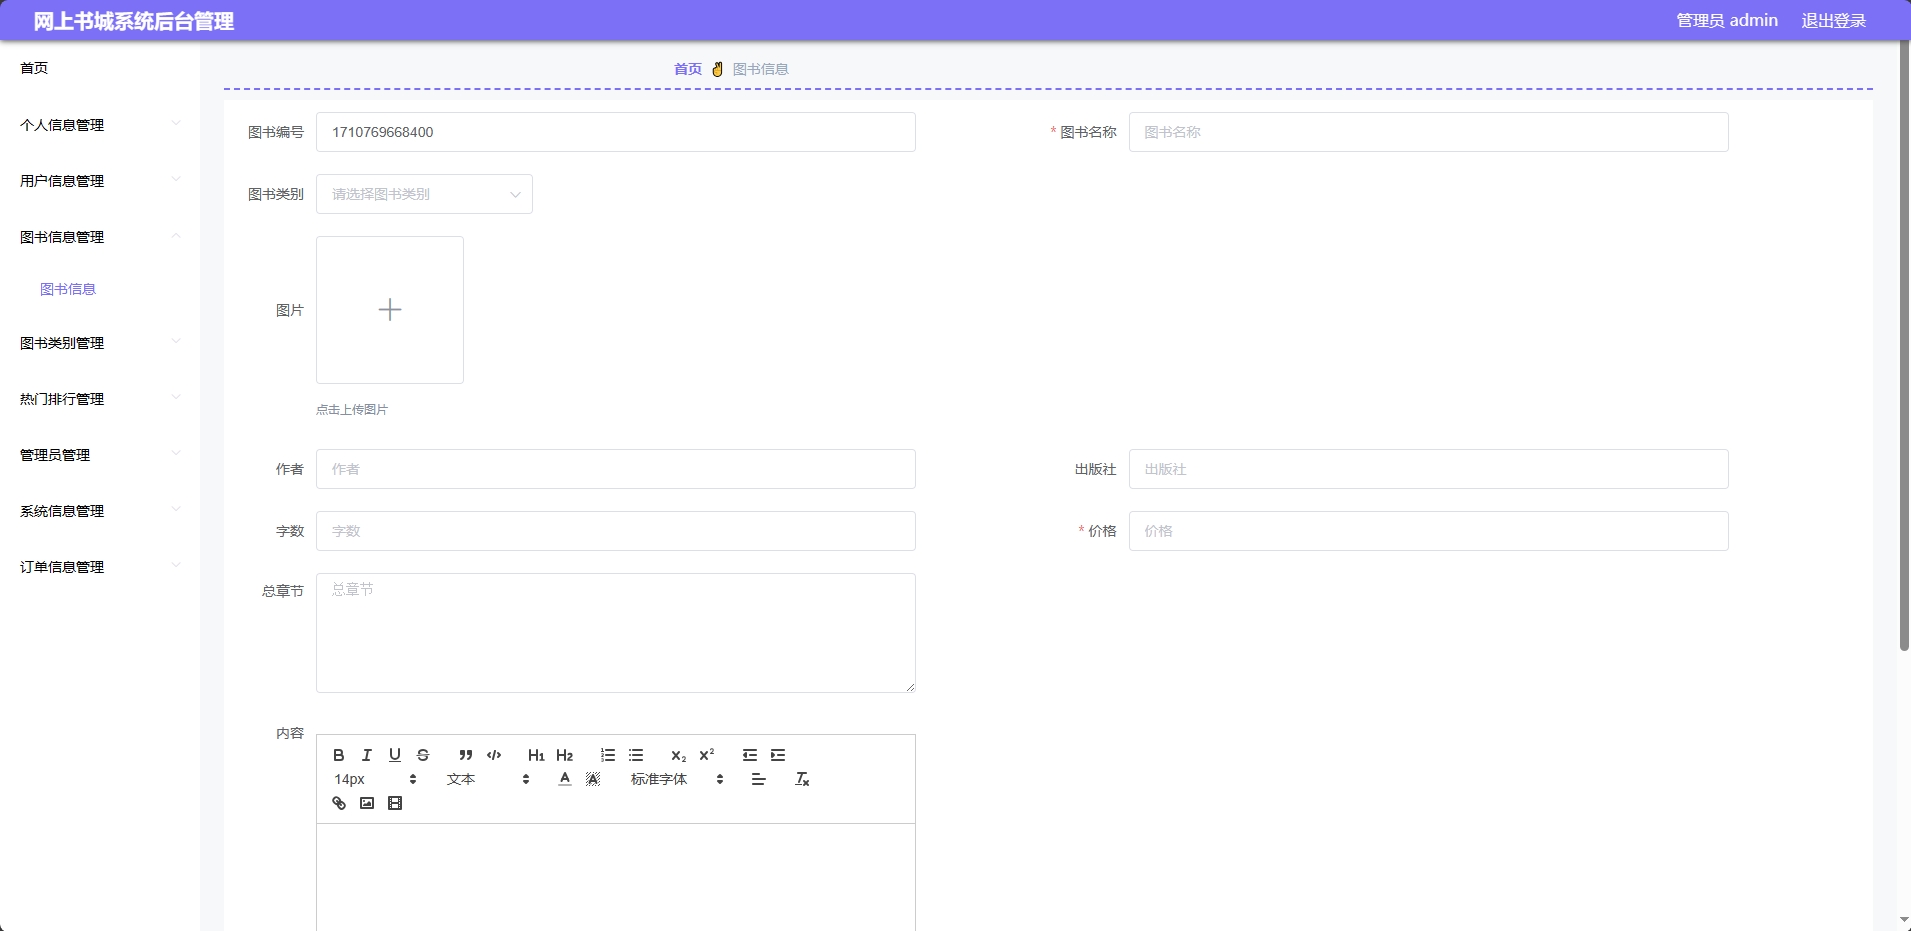 网上书城系统后台管理
管理员 admin 退出登录
首页
首页 ✌ 图书信息
个人信息管理
用户信息管理
图书信息管理
图书信息
图书类别管理
热门排行管理
管理员管理
系统信息管理
订单信息管理
图书编号 1710769668400 * 图书名称 图书名称
图书类别 请选择图书类别
图片
点击上传图片
作者 作者 出版社 出版社
字数 字数 * 价格 价格
总章节 总章节
内容
B I U S H1 H2 X₂ X²
14px 文本 A A 标准字体 Tx